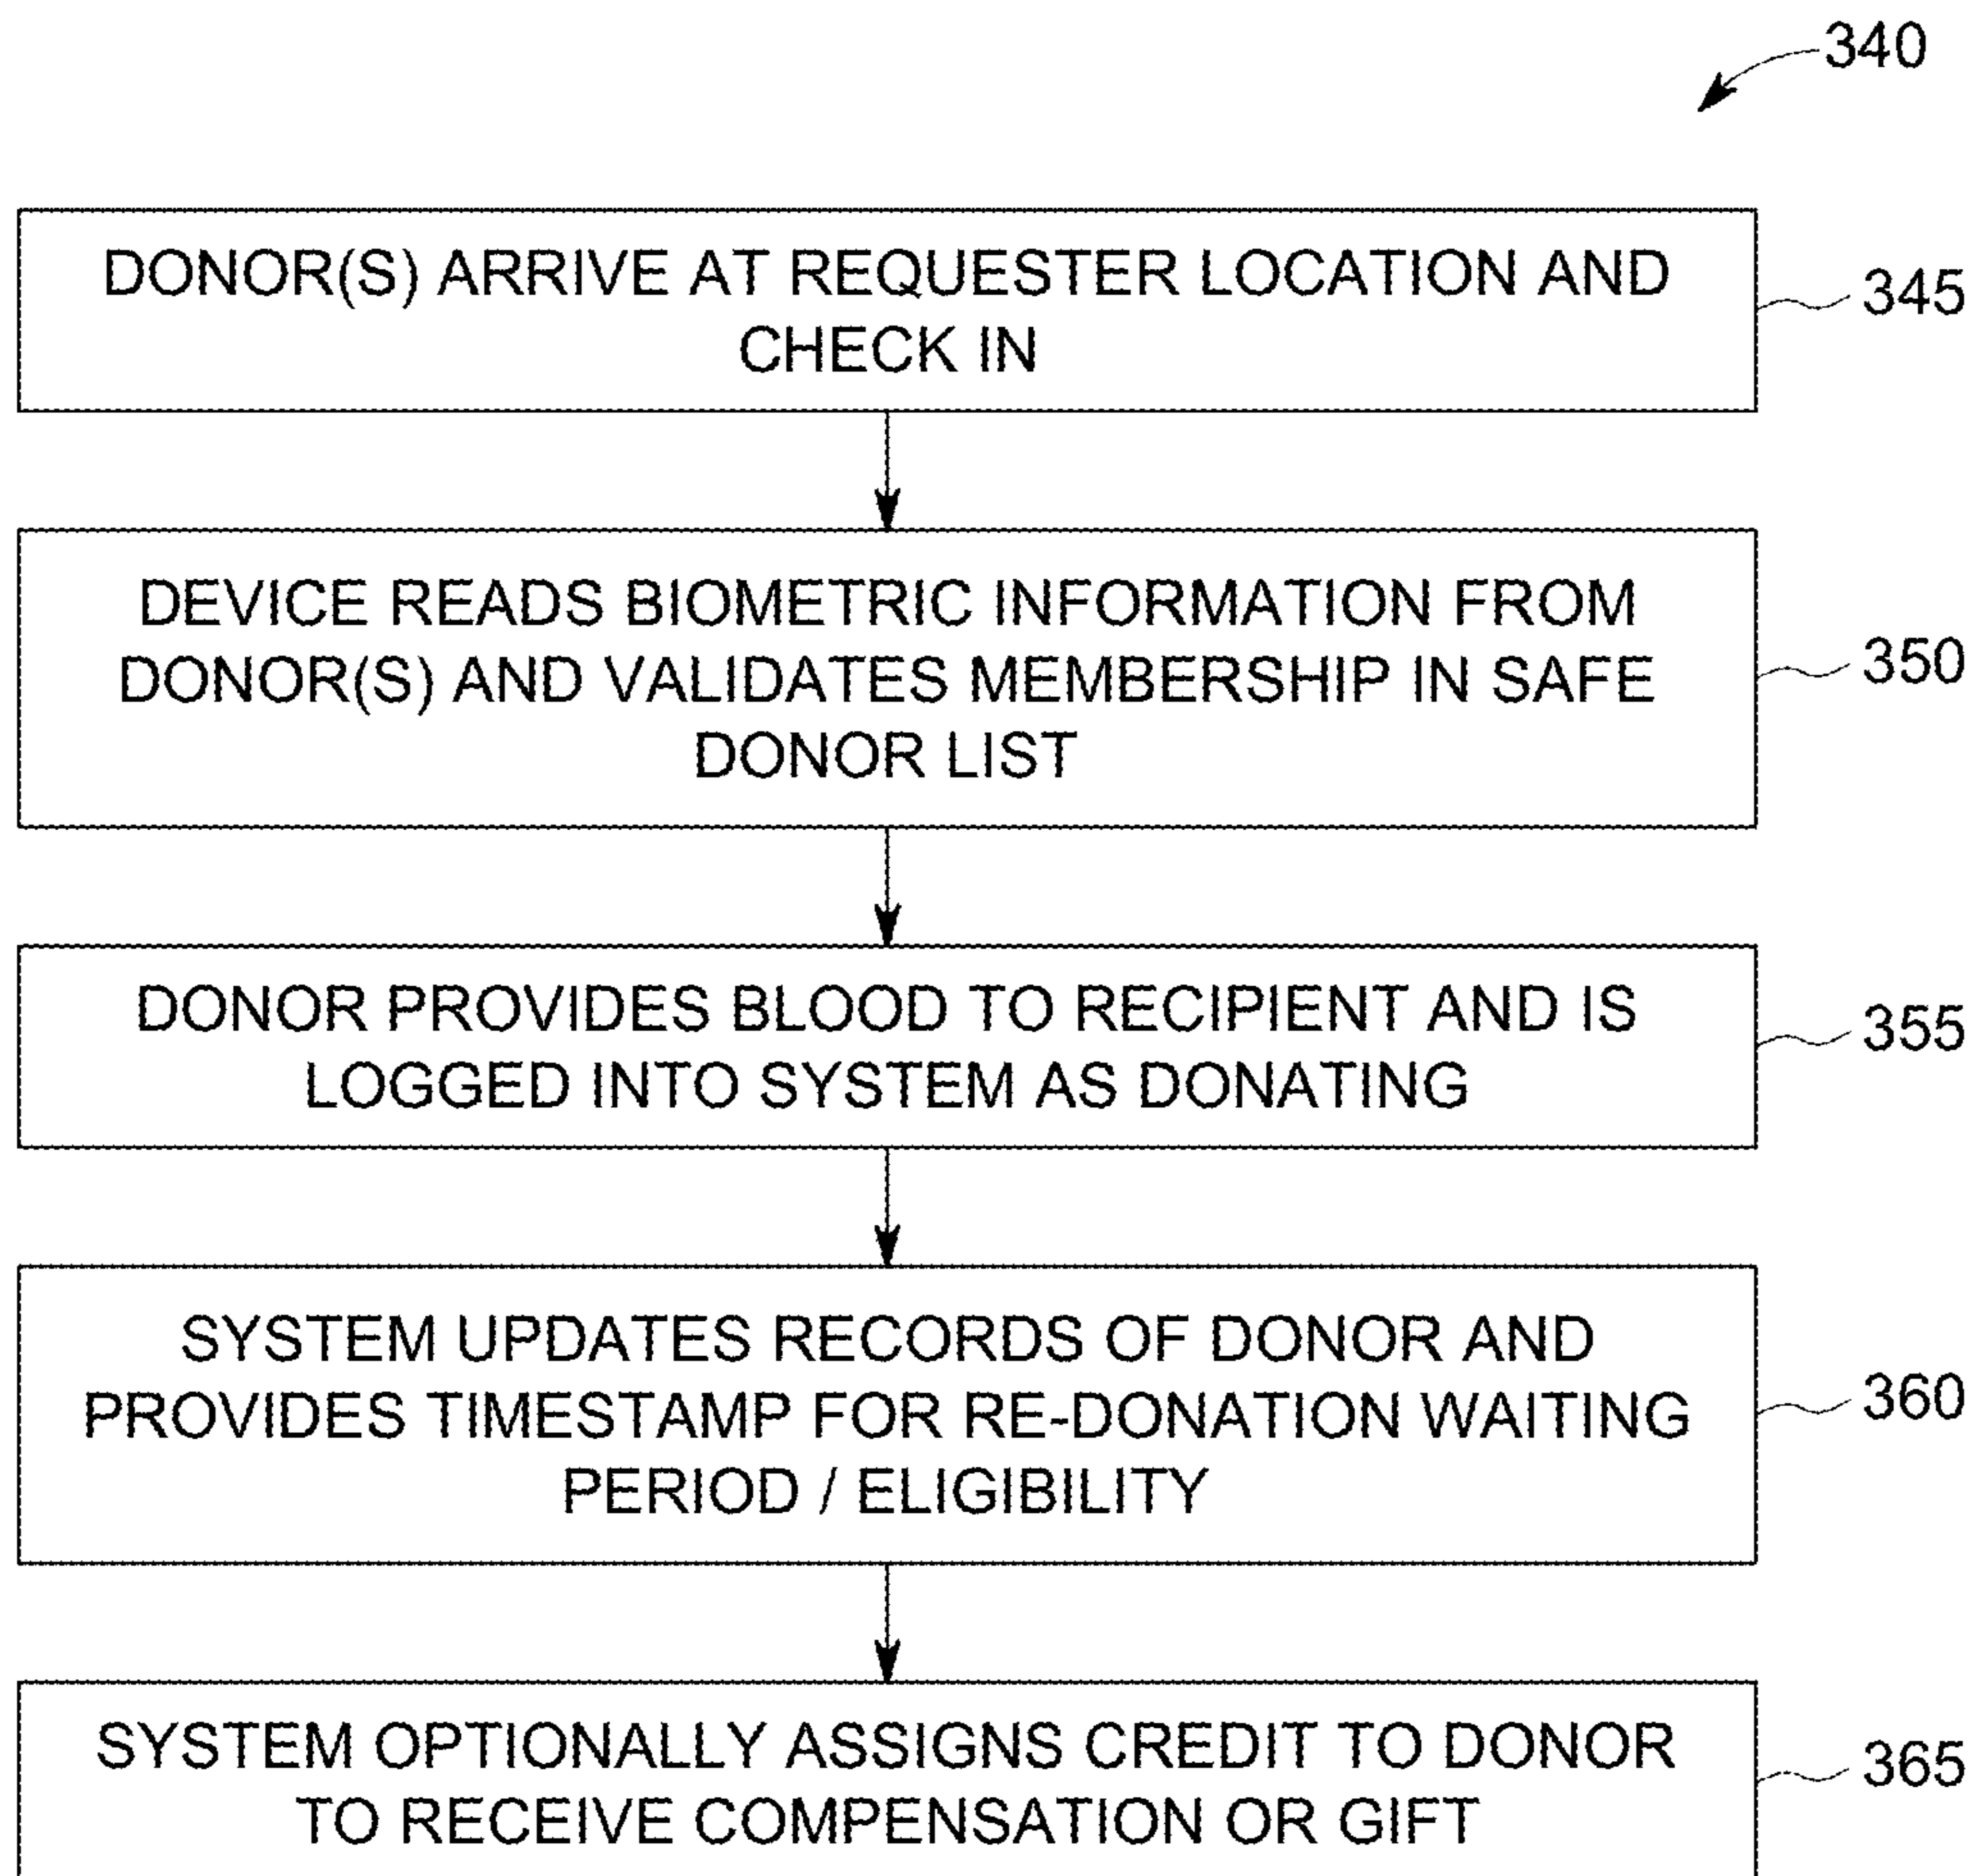 340
DONOR(S) ARRIVE AT REQUESTER LOCATION AND
CHECK IN
345
DEVICE READS BIOMETRIC INFORMATION FROM
DONOR(S) AND VALIDATES MEMBERSHIP IN SAFE
DONOR LIST
350
DONOR PROVIDES BLOOD TO RECIPIENT AND IS
LOGGED INTO SYSTEM AS DONATING
355
SYSTEM UPDATES RECORDS OF DONOR AND
PROVIDES TIMESTAMP FOR RE-DONATION WAITING
PERIOD / ELIGIBILITY
360
SYSTEM OPTIONALLY ASSIGNS CREDIT TO DONOR
TO RECEIVE COMPENSATION OR GIFT
365